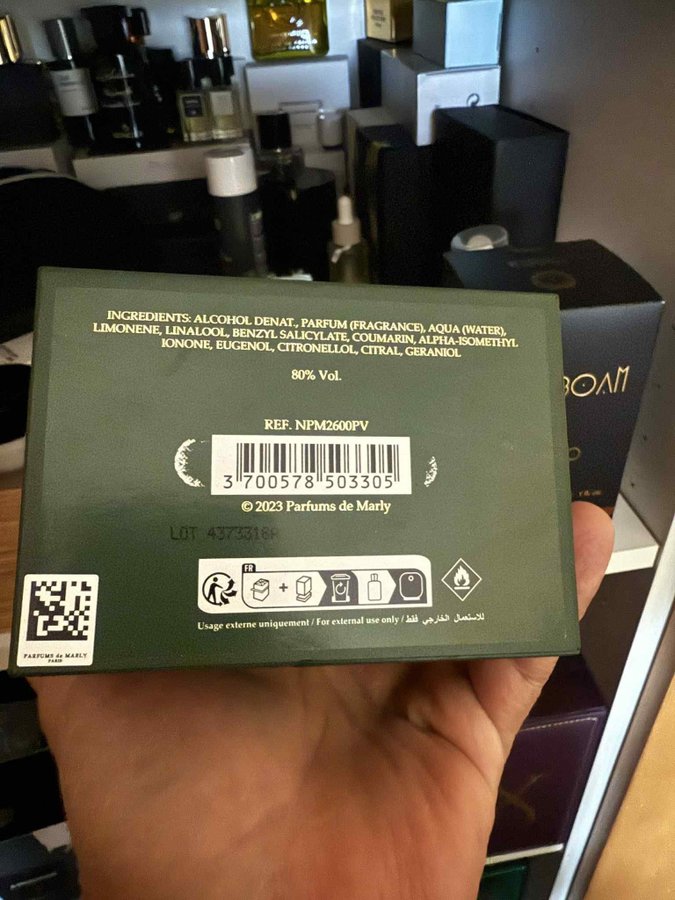 INGREDIENTS: ALCOHOL DENAT., PARFUM (FRAGRANCE), AQUA (WATER),
LIMONENE, LINALOOL, BENZYL SALICYLATE, COUMARIN, ALPHA-ISOMETHYL
IONONE, EUGENOL, CITRONELLOL, CITRAL, GERANIOL
80% Vol.
REF. NPM2600PV
3 700578 503305
© 2023 Parfums de Marly
LOT 4373318A
FR
Usage externe uniquement / For external use only / للاستعمال الخارجي فقط
PARFUMS de MARLY
PARIS
BOAM